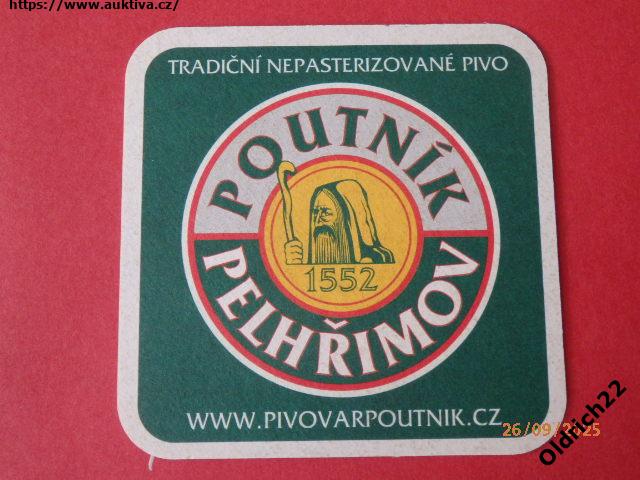 https://www.auktiva.cz/
TRADIČNÍ NEPASTERIZOVANÉ PIVO
POUTNÍK
1552
PELHŘIMOV
WWW.PIVOVARPOUTNIK.CZ
26/09/2025
Oldrich22